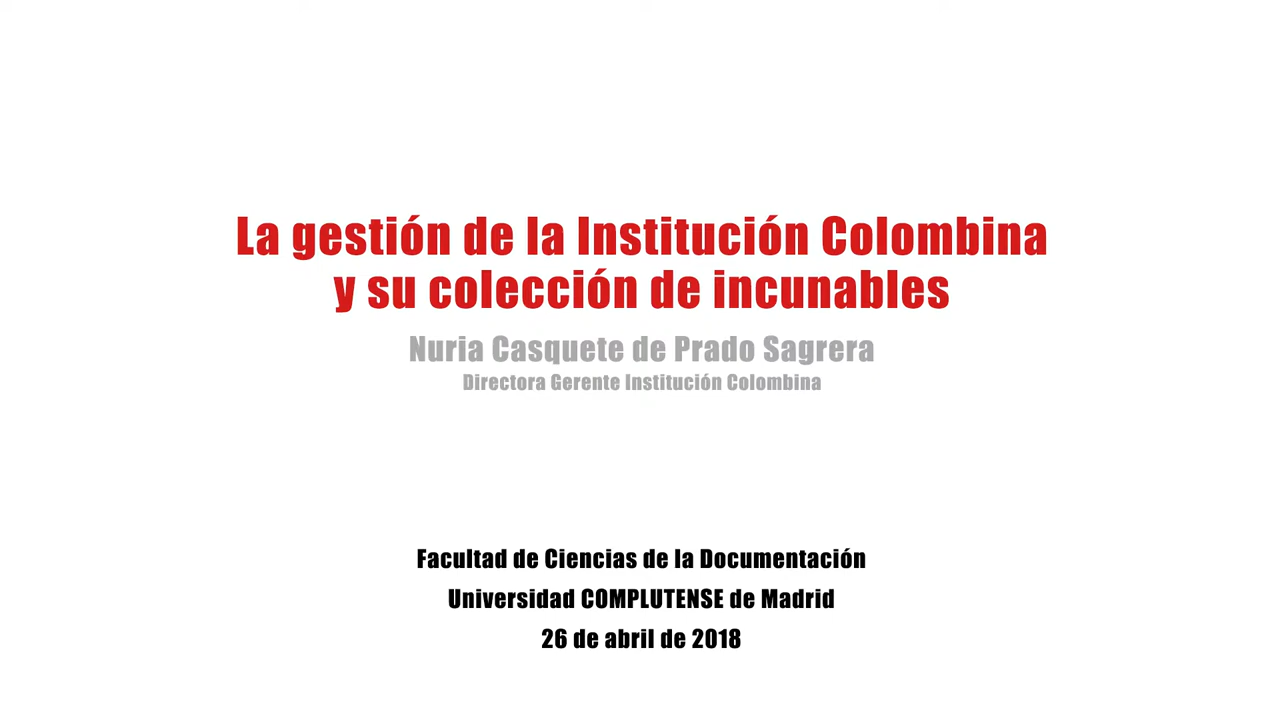 La gestión de la Institución Colombina
y su colección de incunables
Nuria Casquete de Prado Sagrera
Directora Gerente Institución Colombina
Facultad de Ciencias de la Documentación
Universidad COMPLUTENSE de Madrid
26 de abril de 2018